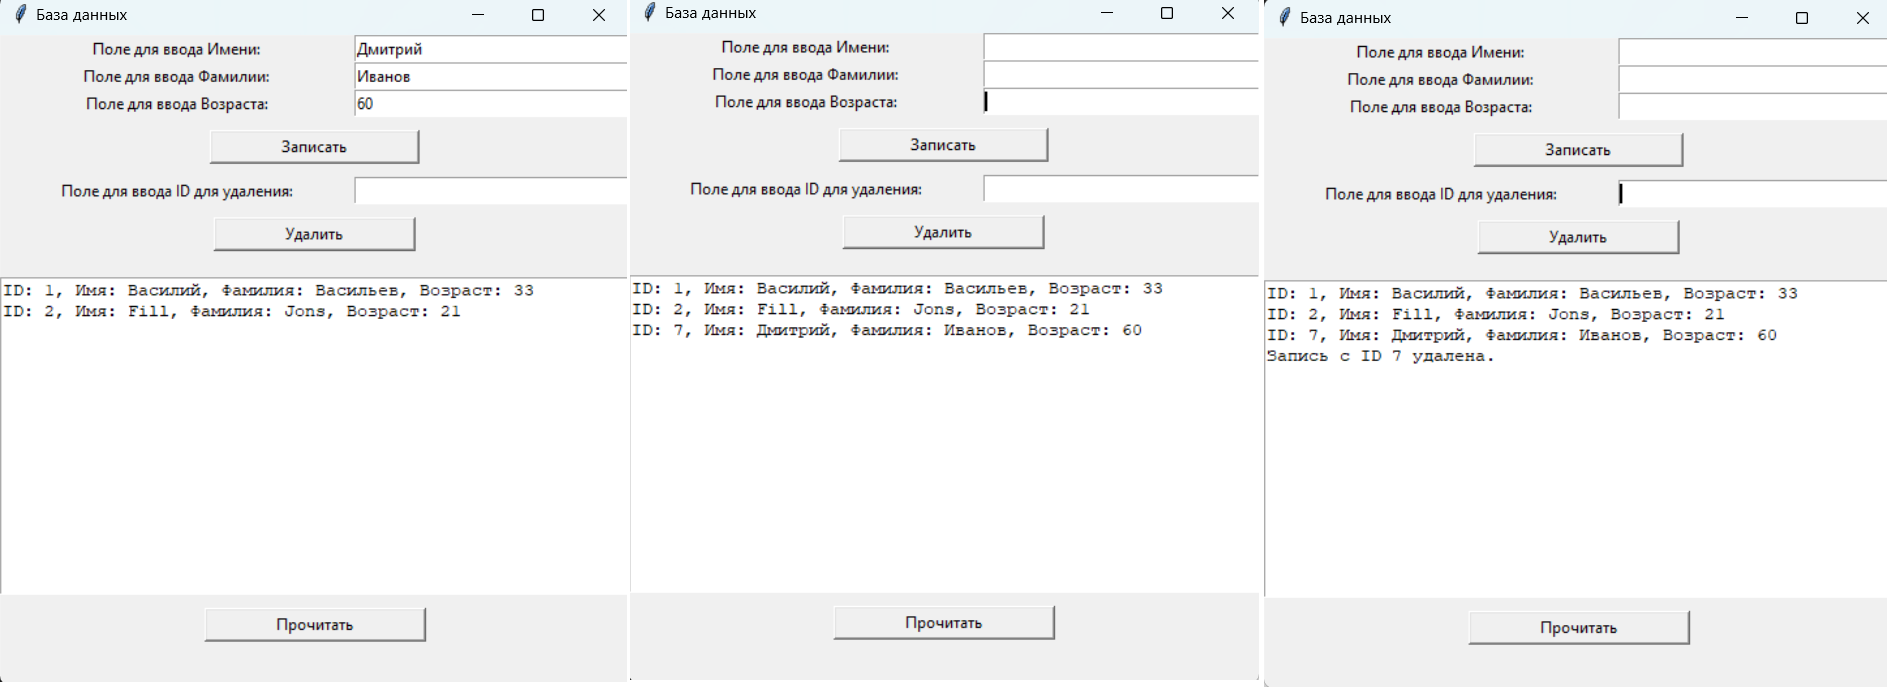 База данных
Поле для ввода Имени: Дмитрий
Поле для ввода Фамилии: Иванов
Поле для ввода Возраста: 60
Записать
Поле для ввода ID для удаления:
Удалить
ID: 1, Имя: Василий, Фамилия: Васильев, Возраст: 33
ID: 2, Имя: Fill, Фамилия: Jons, Возраст: 21
Прочитать
База данных
Поле для ввода Имени:
Поле для ввода Фамилии:
Поле для ввода Возраста:
Записать
Поле для ввода ID для удаления:
Удалить
ID: 1, Имя: Василий, Фамилия: Васильев, Возраст: 33
ID: 2, Имя: Fill, Фамилия: Jons, Возраст: 21
ID: 7, Имя: Дмитрий, Фамилия: Иванов, Возраст: 60
Прочитать
База данных
Поле для ввода Имени:
Поле для ввода Фамилии:
Поле для ввода Возраста:
Записать
Поле для ввода ID для удаления:
Удалить
ID: 1, Имя: Василий, Фамилия: Васильев, Возраст: 33
ID: 2, Имя: Fill, Фамилия: Jons, Возраст: 21
ID: 7, Имя: Дмитрий, Фамилия: Иванов, Возраст: 60
Запись с ID 7 удалена.
Прочитать